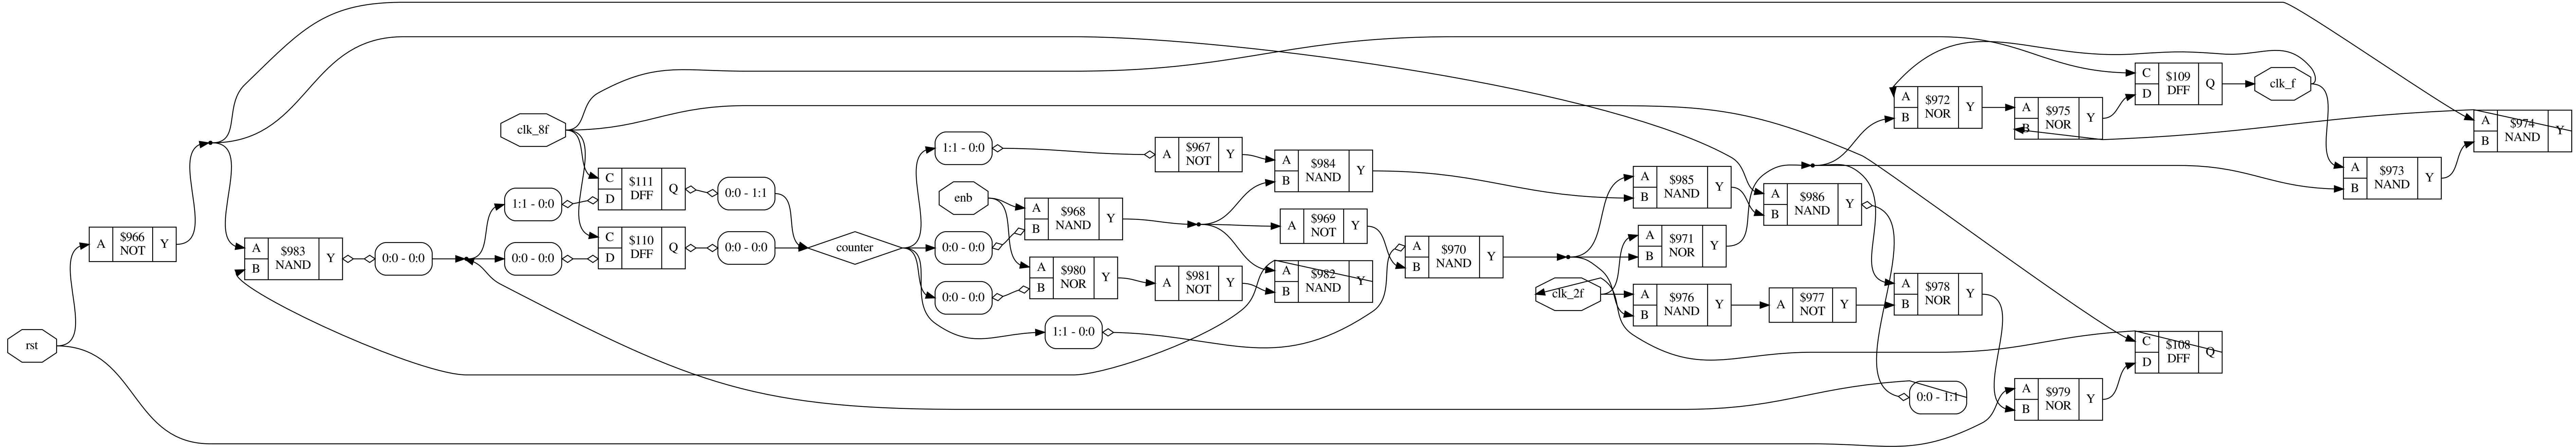 rst
A $966 NOT Y
A B $983 NAND Y
0:0 - 0:0
clk_8f
1:1 - 0:0
0:0 - 0:0
C D $111 DFF Q
C D $110 DFF Q
0:0 - 1:1
0:0 - 0:0
counter
1:1 - 0:0
enb
0:0 - 0:0
0:0 - 0:0
1:1 - 0:0
A B $968 NAND Y
A B $980 NOR Y
A $967 NOT Y
A $981 NOT Y
A B $984 NAND Y
A $969 NOT Y
A B $982 NAND Y
A B $970 NAND Y
clk_2f
A B $985 NAND Y
A B $971 NOR Y
A B $976 NAND Y
A B $986 NAND Y
A $977 NOT Y
A B $972 NOR Y
A B $978 NOR Y
0:0 - 1:1
A B $975 NOR Y
A B $979 NOR Y
C D $109 DFF Q
C D $108 DFF Q
clk_f
A B $973 NAND Y
A B $974 NAND Y